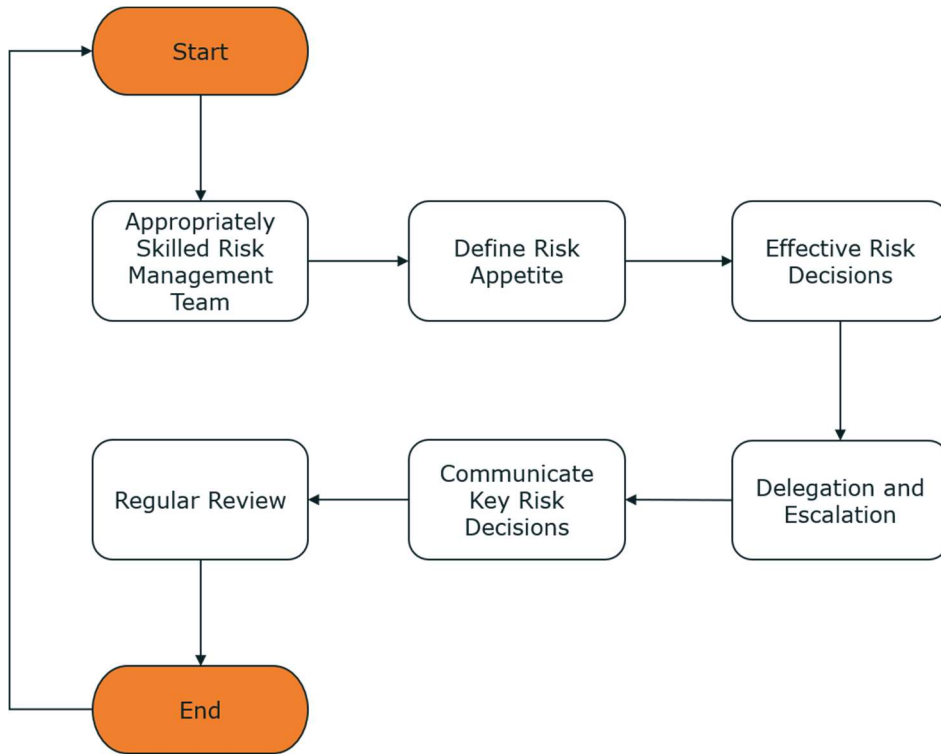 Start
Appropriately
Skilled Risk
Management
Team
Define Risk
Appetite
Effective Risk
Decisions
Delegation and
Escalation
Communicate
Key Risk
Decisions
Regular Review
End